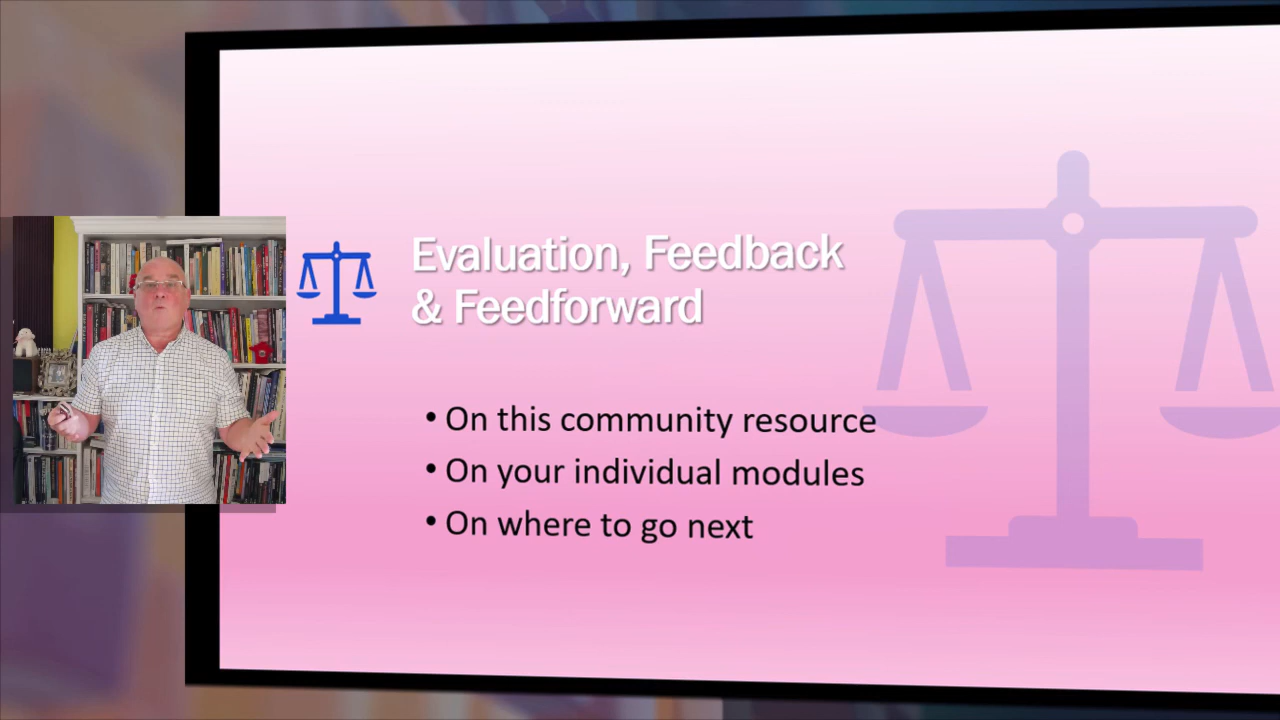 Evaluation, Feedback
& Feedforward
• On this community resource
• On your individual modules
• On where to go next